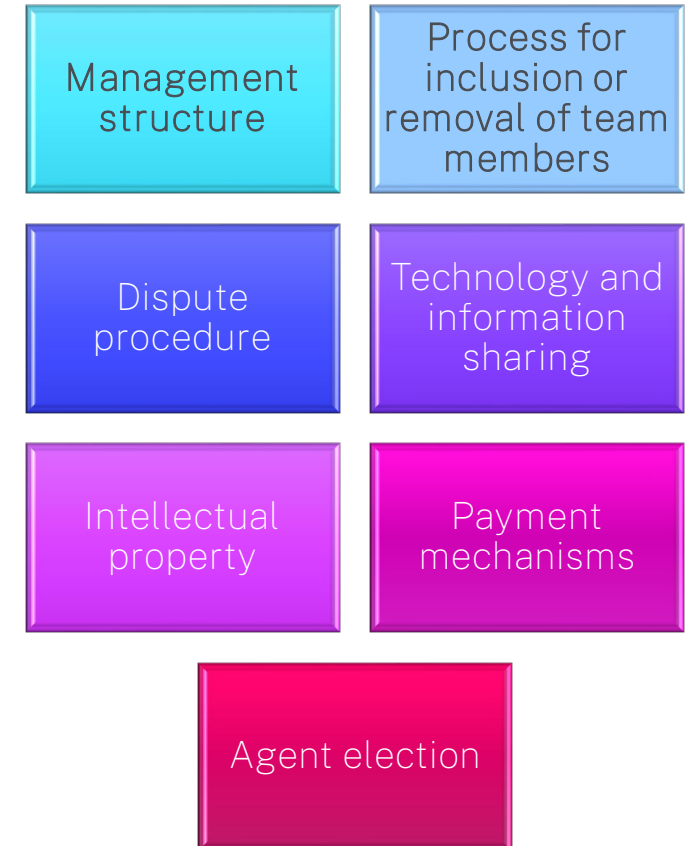 Management
structure
Process for
inclusion or
removal of team
members
Dispute
procedure
Technology and
information
sharing
Intellectual
property
Payment
mechanisms
Agent election